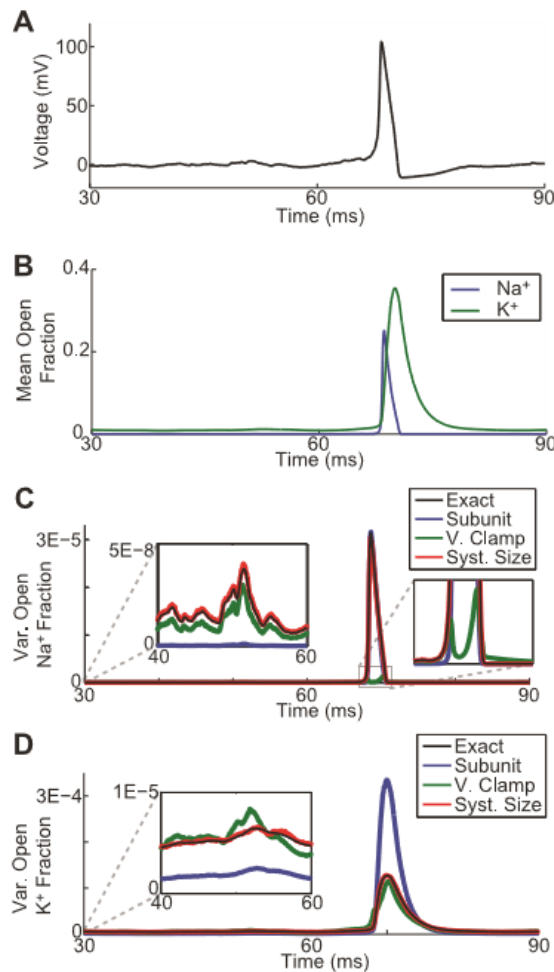 A
Voltage (mV)
100
50
0
30
60
90
Time (ms)
B
Mean Open
Fraction
0.4
0.2
0
Na⁺
K⁺
30
60
90
Time (ms)
C
Var. Open
Na⁺ Fraction
3E-5
0
Exact
Subunit
V. Clamp
Syst. Size
5E-8
0
40
60
30
60
90
Time (ms)
D
Var. Open
K⁺ Fraction
3E−4
0
Exact
Subunit
V. Clamp
Syst. Size
1E−5
0
40
60
30
60
90
Time (ms)